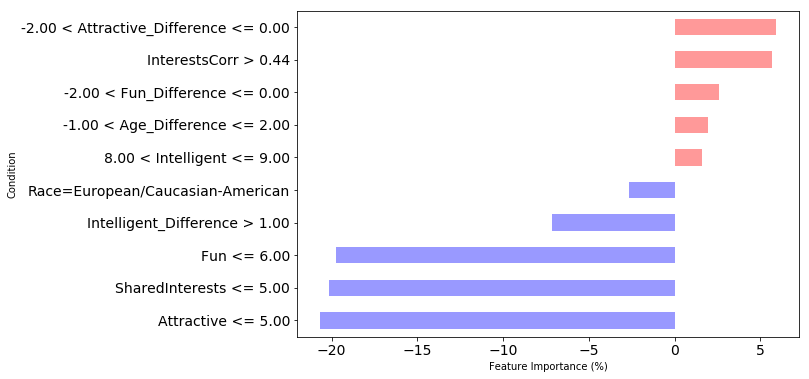 -2.00 < Attractive_Difference <= 0.00
InterestsCorr > 0.44
-2.00 < Fun_Difference <= 0.00
-1.00 < Age_Difference <= 2.00
8.00 < Intelligent <= 9.00
Race=European/Caucasian-American
Intelligent_Difference > 1.00
Fun <= 6.00
SharedInterests <= 5.00
Attractive <= 5.00
Condition
−20 −15 −10 −5 0 5
Feature Importance (%)